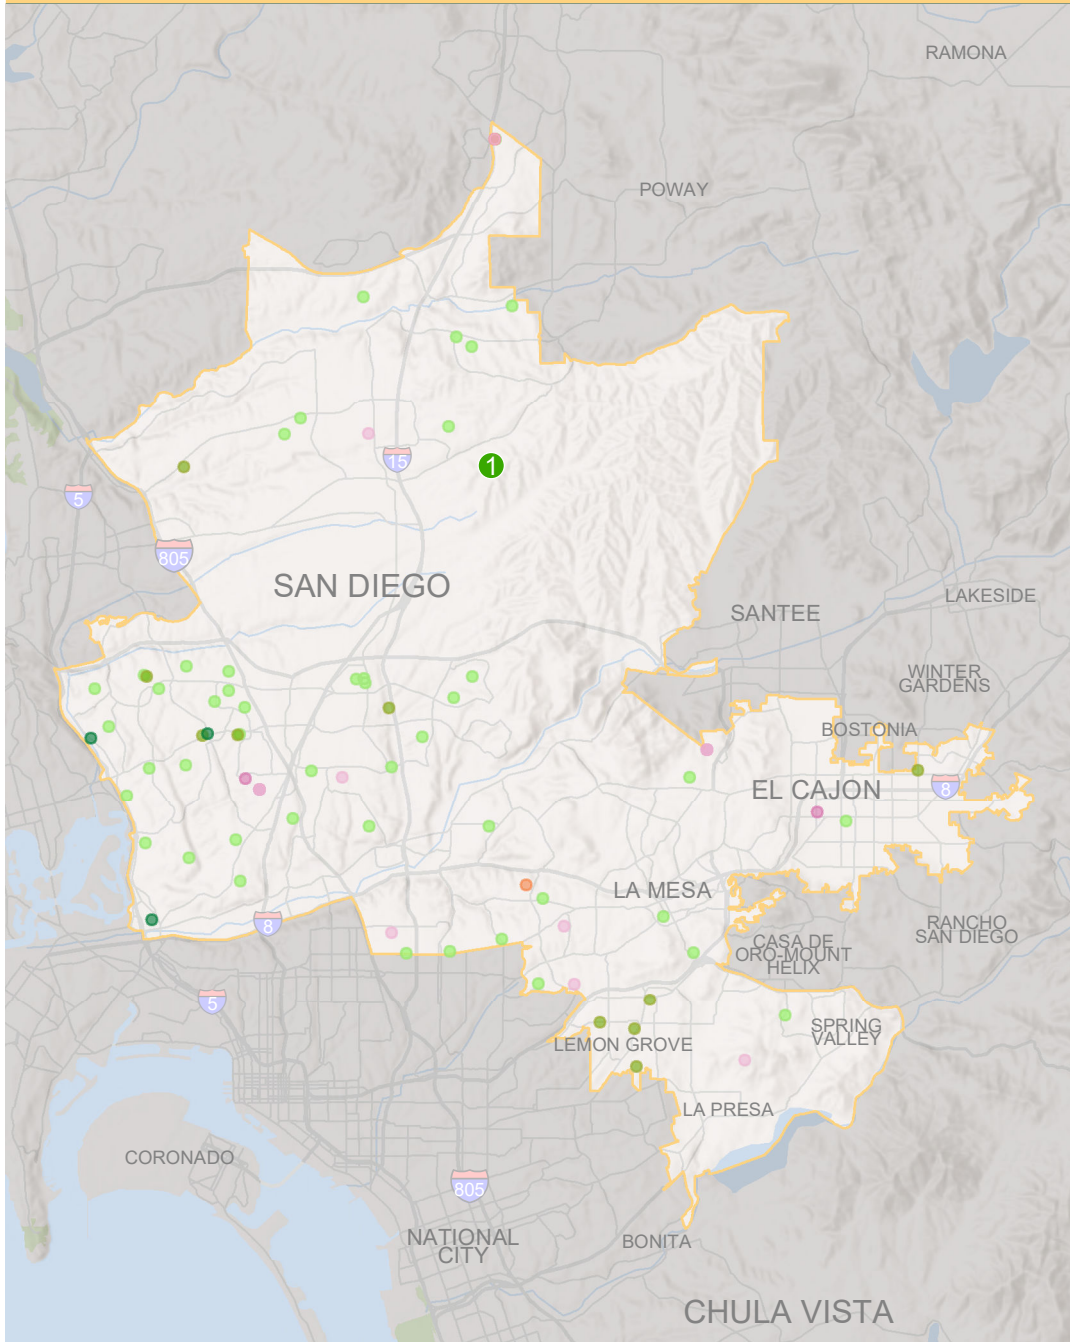 RAMONA
POWAY
15
1
5
805
SAN DIEGO
LAKESIDE
SANTEE
WINTER
GARDENS
BOSTONIA
EL CAJON
8
LA MESA
8
RANCHO
SAN DIEGO
CASA DE
ORO-MOUNT
HELIX
5
SPRING
VALLEY
LEMON GROVE
LA PRESA
CORONADO
805
NATIONAL
CITY
BONITA
CHULA VISTA